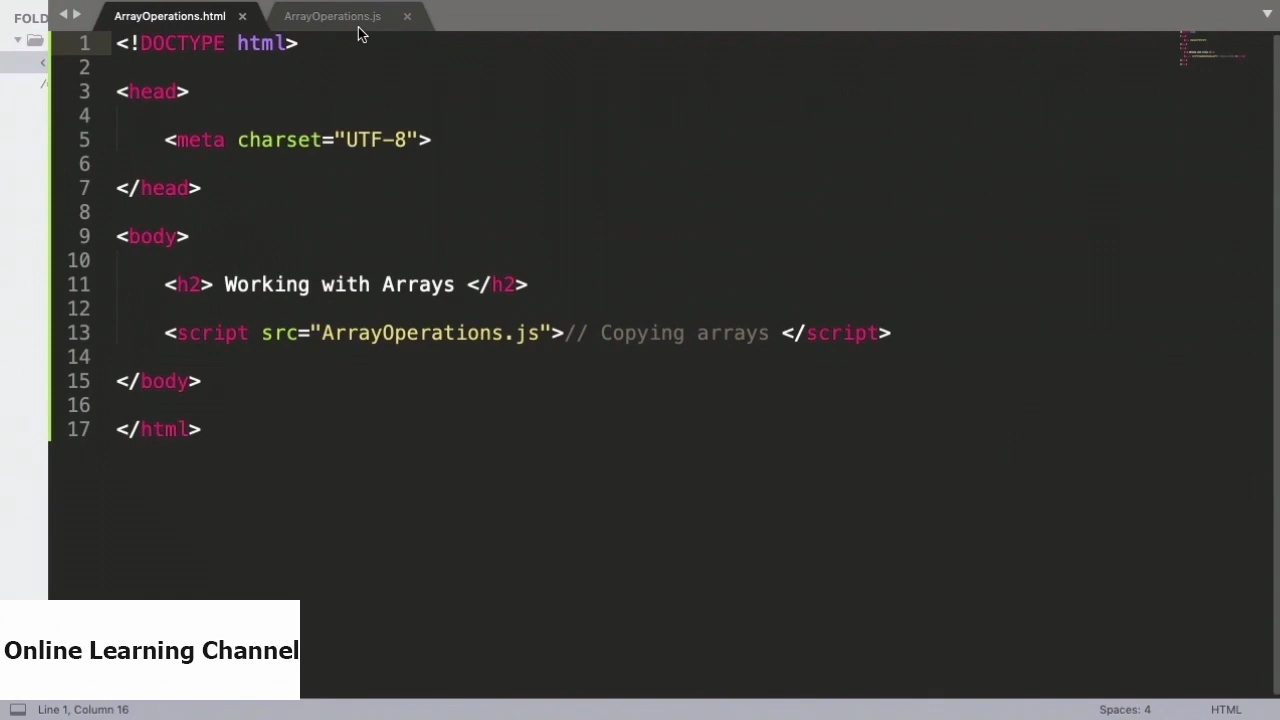 FOLD
ArrayOperations.html
ArrayOperations.js
1 <!DOCTYPE html>
2
3 <head>
4
5 <meta charset="UTF-8">
6
7 </head>
8
9 <body>
10
11 <h2> Working with Arrays </h2>
12
13 <script src="ArrayOperations.js">// Copying arrays </script>
14
15 </body>
16
17 </html>
Online Learning Channel
Line 1, Column 16
Spaces: 4
HTML